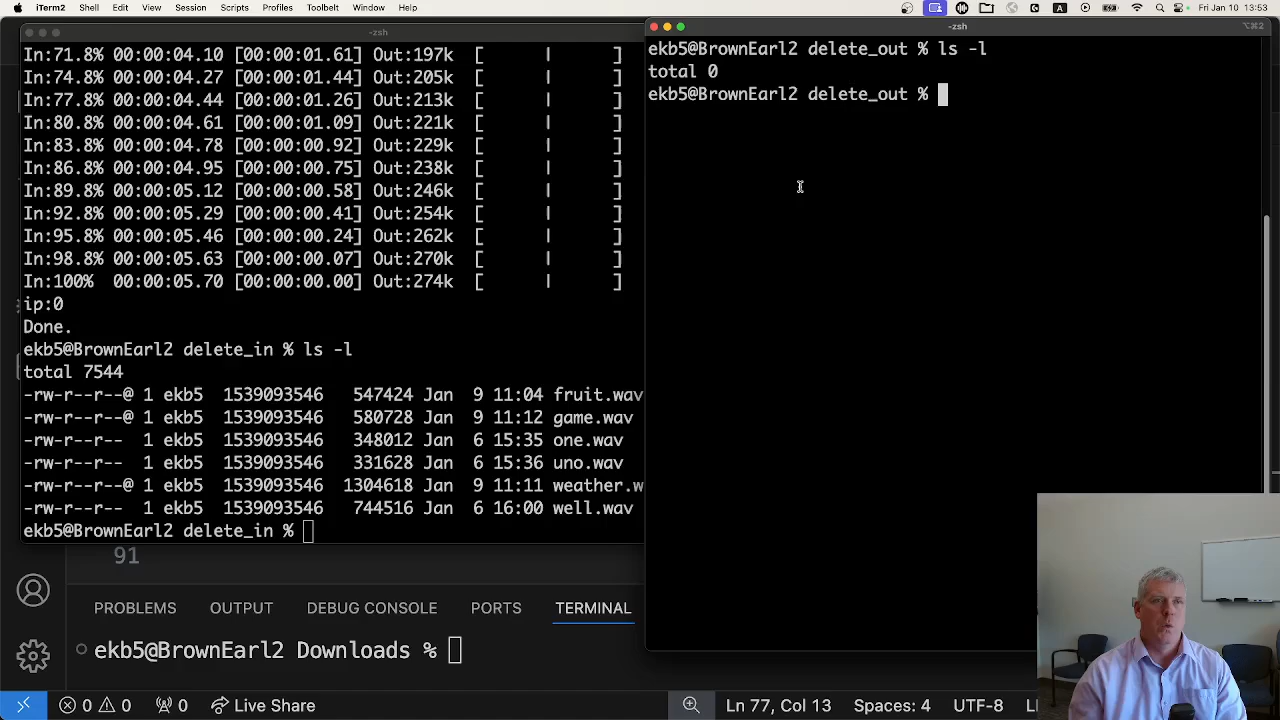 iTerm2 Shell Edit View Session Scripts Profiles Toolbelt Window Help
A
Fri Jan 10 13:53
-zsh
In:71.8% 00:00:04.10 [00:00:01.61] Out:197k [ | ]
In:74.8% 00:00:04.27 [00:00:01.44] Out:205k [ | ]
In:77.8% 00:00:04.44 [00:00:01.26] Out:213k [ | ]
In:80.8% 00:00:04.61 [00:00:01.09] Out:221k [ | ]
In:83.8% 00:00:04.78 [00:00:00.92] Out:229k [ | ]
In:86.8% 00:00:04.95 [00:00:00.75] Out:238k [ | ]
In:89.8% 00:00:05.12 [00:00:00.58] Out:246k [ | ]
In:92.8% 00:00:05.29 [00:00:00.41] Out:254k [ | ]
In:95.8% 00:00:05.46 [00:00:00.24] Out:262k [ | ]
In:98.8% 00:00:05.63 [00:00:00.07] Out:270k [ | ]
In:100% 00:00:05.70 [00:00:00.00] Out:274k [ | ]
ip:0
Done.
ekb5@BrownEarl2 delete_in % ls -l
total 7544
-rw-r--r--@ 1 ekb5 1539093546 547424 Jan 9 11:04 fruit.wav
-rw-r--r--@ 1 ekb5 1539093546 580728 Jan 9 11:12 game.wav
-rw-r--r-- 1 ekb5 1539093546 348012 Jan 6 15:35 one.wav
-rw-r--r-- 1 ekb5 1539093546 331628 Jan 6 15:36 uno.wav
-rw-r--r--@ 1 ekb5 1539093546 1304618 Jan 9 11:11 weather.w
-rw-r--r-- 1 ekb5 1539093546 744516 Jan 6 16:00 well.wav
ekb5@BrownEarl2 delete_in %
-zsh
⌥⌘2
ekb5@BrownEarl2 delete_out % ls -l
total 0
ekb5@BrownEarl2 delete_out %
91
PROBLEMS OUTPUT DEBUG CONSOLE PORTS TERMINAL
ekb5@BrownEarl2 Downloads %
0 0 0 Live Share Ln 77, Col 13 Spaces: 4 UTF-8